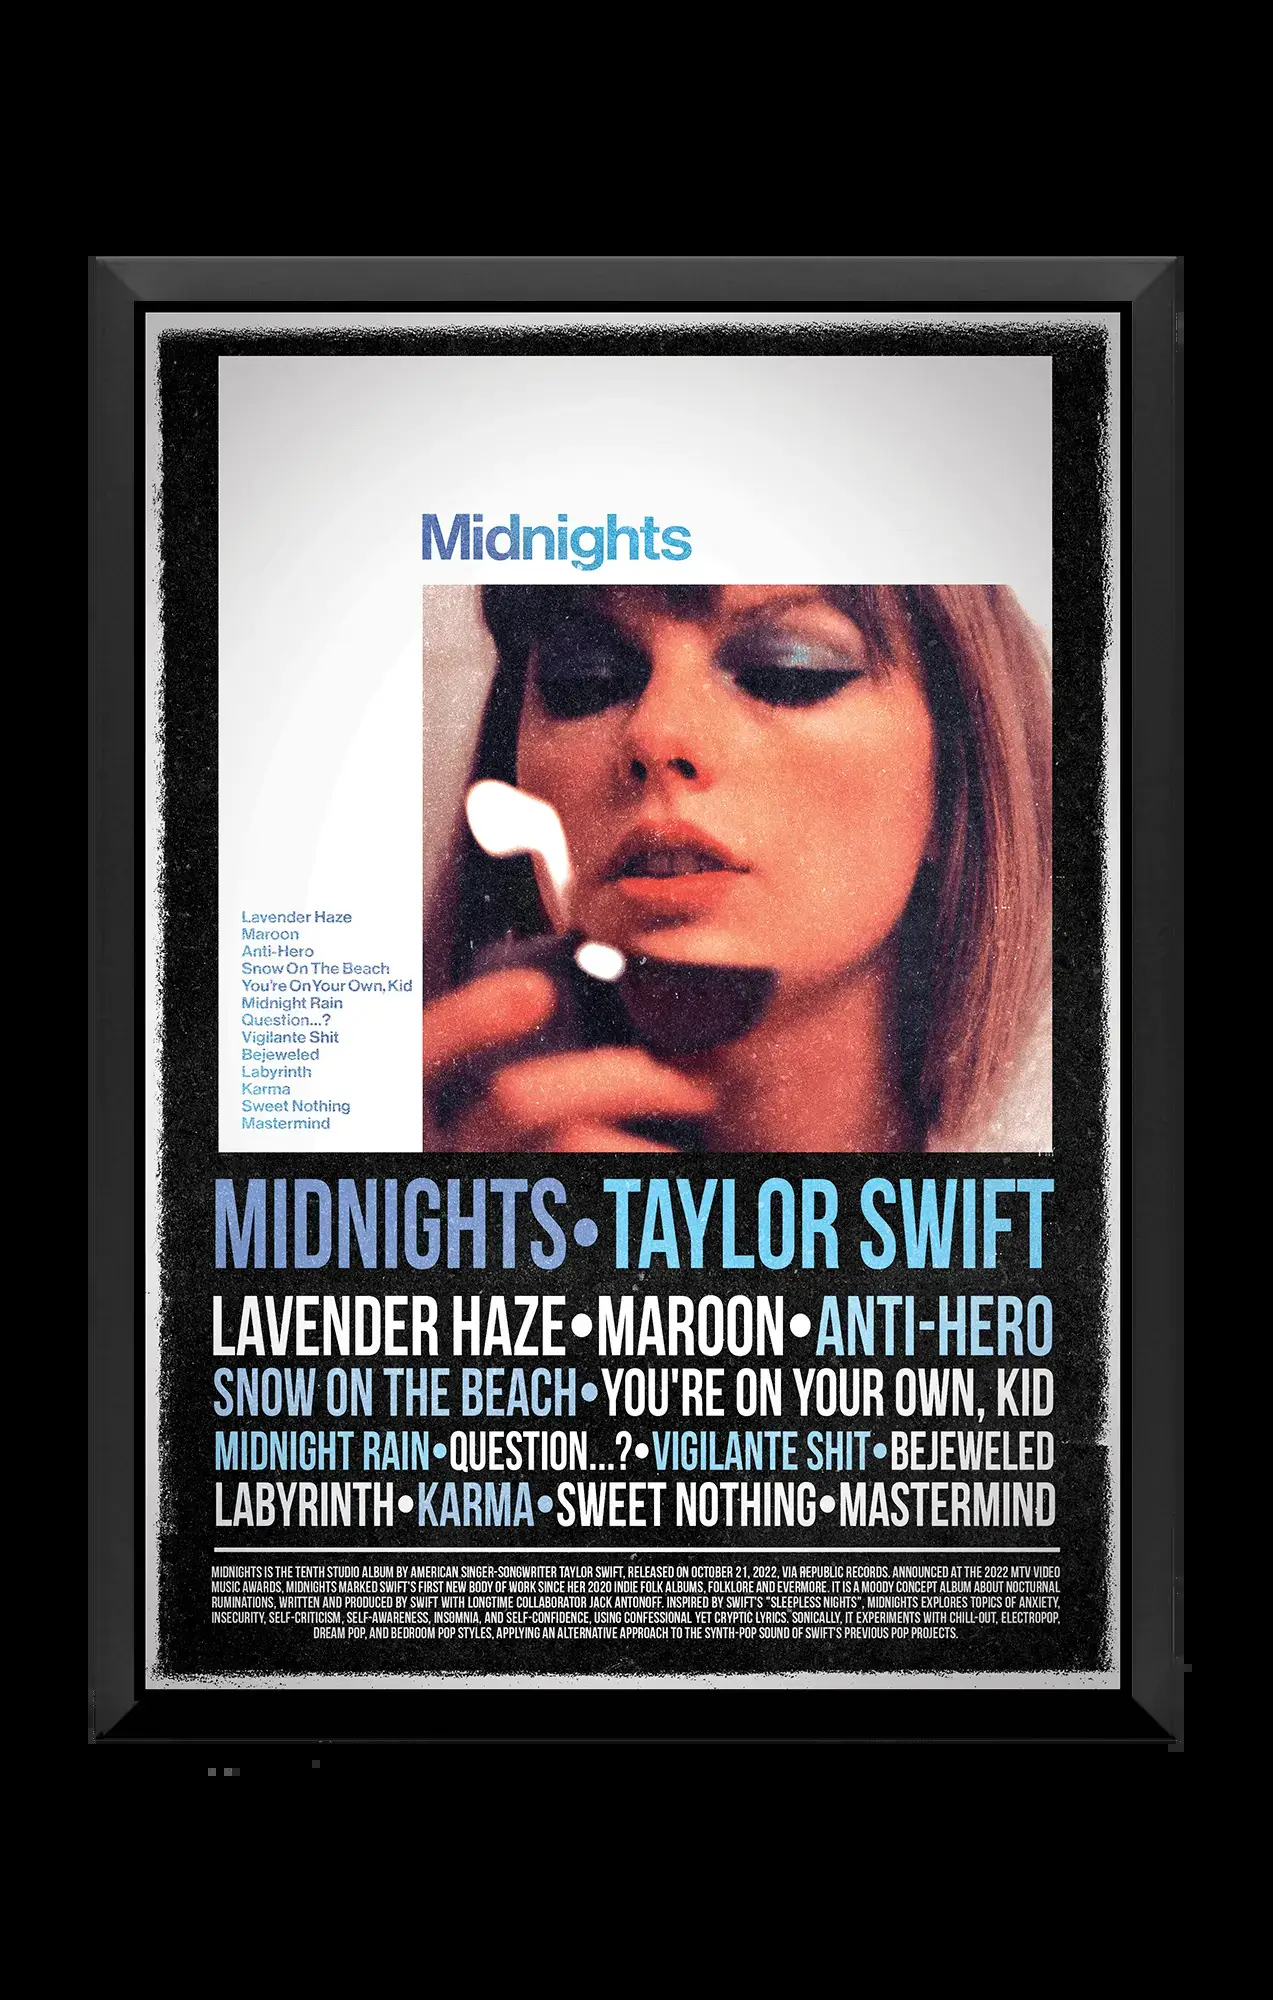 Midnights
Lavender Haze
Maroon
Anti-Hero
Snow On The Beach
You're On Your Own, Kid
Midnight Rain
Question...?
Vigilante Shit
Bejeweled
Labyrinth
Karma
Sweet Nothing
Mastermind
MIDNIGHTS•TAYLOR SWIFT
LAVENDER HAZE•MAROON•ANTI-HERO
SNOW ON THE BEACH•YOU'RE ON YOUR OWN, KID
MIDNIGHT RAIN•QUESTION...?•VIGILANTE SHIT•BEJEWELED
LABYRINTH•KARMA•SWEET NOTHING•MASTERMIND
MIDNIGHTS IS THE TENTH STUDIO ALBUM BY AMERICAN SINGER-SONGWRITER TAYLOR SWIFT, RELEASED ON OCTOBER 21, 2022, VIA REPUBLIC RECORDS. ANNOUNCED AT THE 2022 MTV VIDEO
MUSIC AWARDS, MIDNIGHTS MARKED SWIFT'S FIRST NEW BODY OF WORK SINCE HER 2020 INDIE FOLK ALBUMS, FOLKLORE AND EVERMORE. IT IS A MOODY CONCEPT ALBUM ABOUT NOCTURNAL
RUMINATIONS, WRITTEN AND PRODUCED BY SWIFT WITH LONGTIME COLLABORATOR JACK ANTONOFF. INSPIRED BY SWIFT'S "SLEEPLESS NIGHTS", MIDNIGHTS EXPLORES TOPICS OF ANXIETY,
INSECURITY, SELF-CRITICISM, SELF-AWARENESS, INSOMNIA, AND SELF-CONFIDENCE, USING CONFESSIONAL YET CRYPTIC LYRICS. SONICALLY, IT EXPERIMENTS WITH CHILL-OUT, ELECTROPOP,
DREAM POP, AND BEDROOM POP STYLES, APPLYING AN ALTERNATIVE APPROACH TO THE SYNTH-POP SOUND OF SWIFT'S PREVIOUS POP PROJECTS.